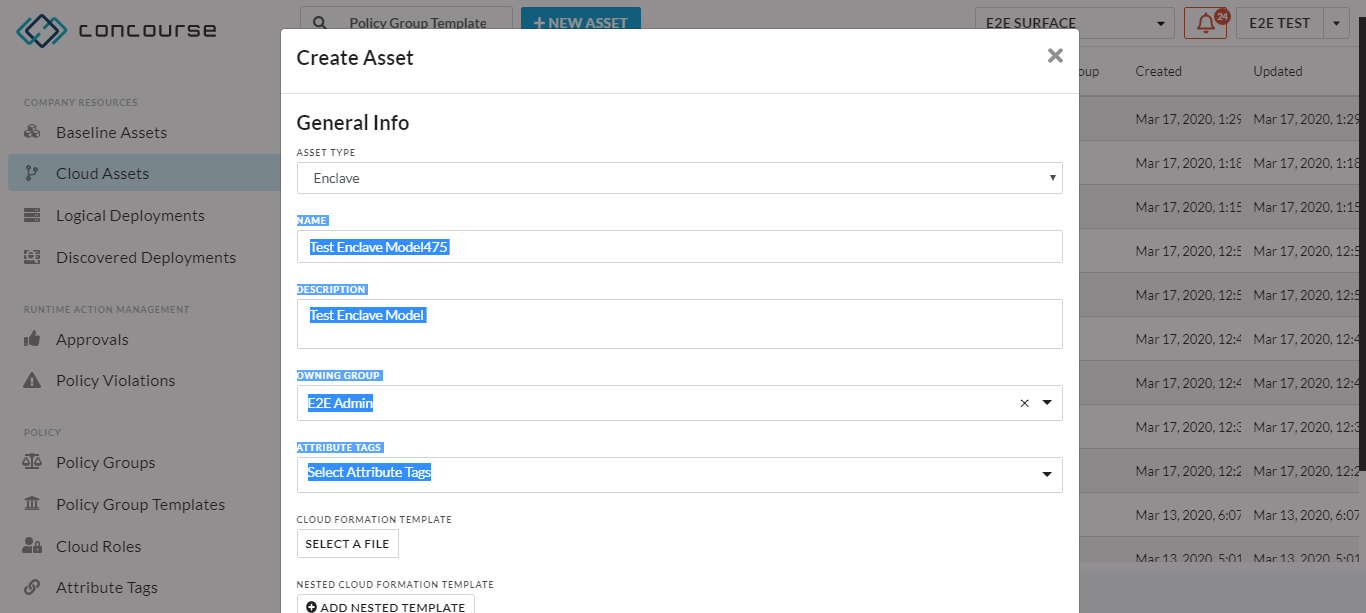 concourse
Policy Group Template
NEW ASSET
E2E SURFACE
24
E2E TEST
Create Asset
Created
Updated
COMPANY RESOURCES
Baseline Assets
Cloud Assets
Logical Deployments
Discovered Deployments
RUNTIME ACTION MANAGEMENT
Approvals
Policy Violations
POLICY
Policy Groups
Policy Group Templates
Cloud Roles
Attribute Tags
General Info
ASSET TYPE
Enclave
NAME
Test Enclave Model475
DESCRIPTION
Test Enclave Model
OWNING GROUP
E2E Admin
ATTRIBUTE TAGS
Select Attribute Tags
CLOUD FORMATION TEMPLATE
SELECT A FILE
NESTED CLOUD FORMATION TEMPLATE
ADD NESTED TEMPLATE
Mar 17, 2020, 1:29 Mar 17, 2020, 1:29
Mar 17, 2020, 1:18 Mar 17, 2020, 1:18
Mar 17, 2020, 1:15 Mar 17, 2020, 1:15
Mar 17, 2020, 12:5 Mar 17, 2020, 12:5
Mar 17, 2020, 12:5 Mar 17, 2020, 12:5
Mar 17, 2020, 12:4 Mar 17, 2020, 12:4
Mar 17, 2020, 12:4 Mar 17, 2020, 12:4
Mar 17, 2020, 12:3 Mar 17, 2020, 12:3
Mar 17, 2020, 12:2 Mar 17, 2020, 12:2
Mar 13, 2020, 6:07 Mar 13, 2020, 6:07
Mar 13, 2020, 5:01 Mar 13, 2020, 5:01